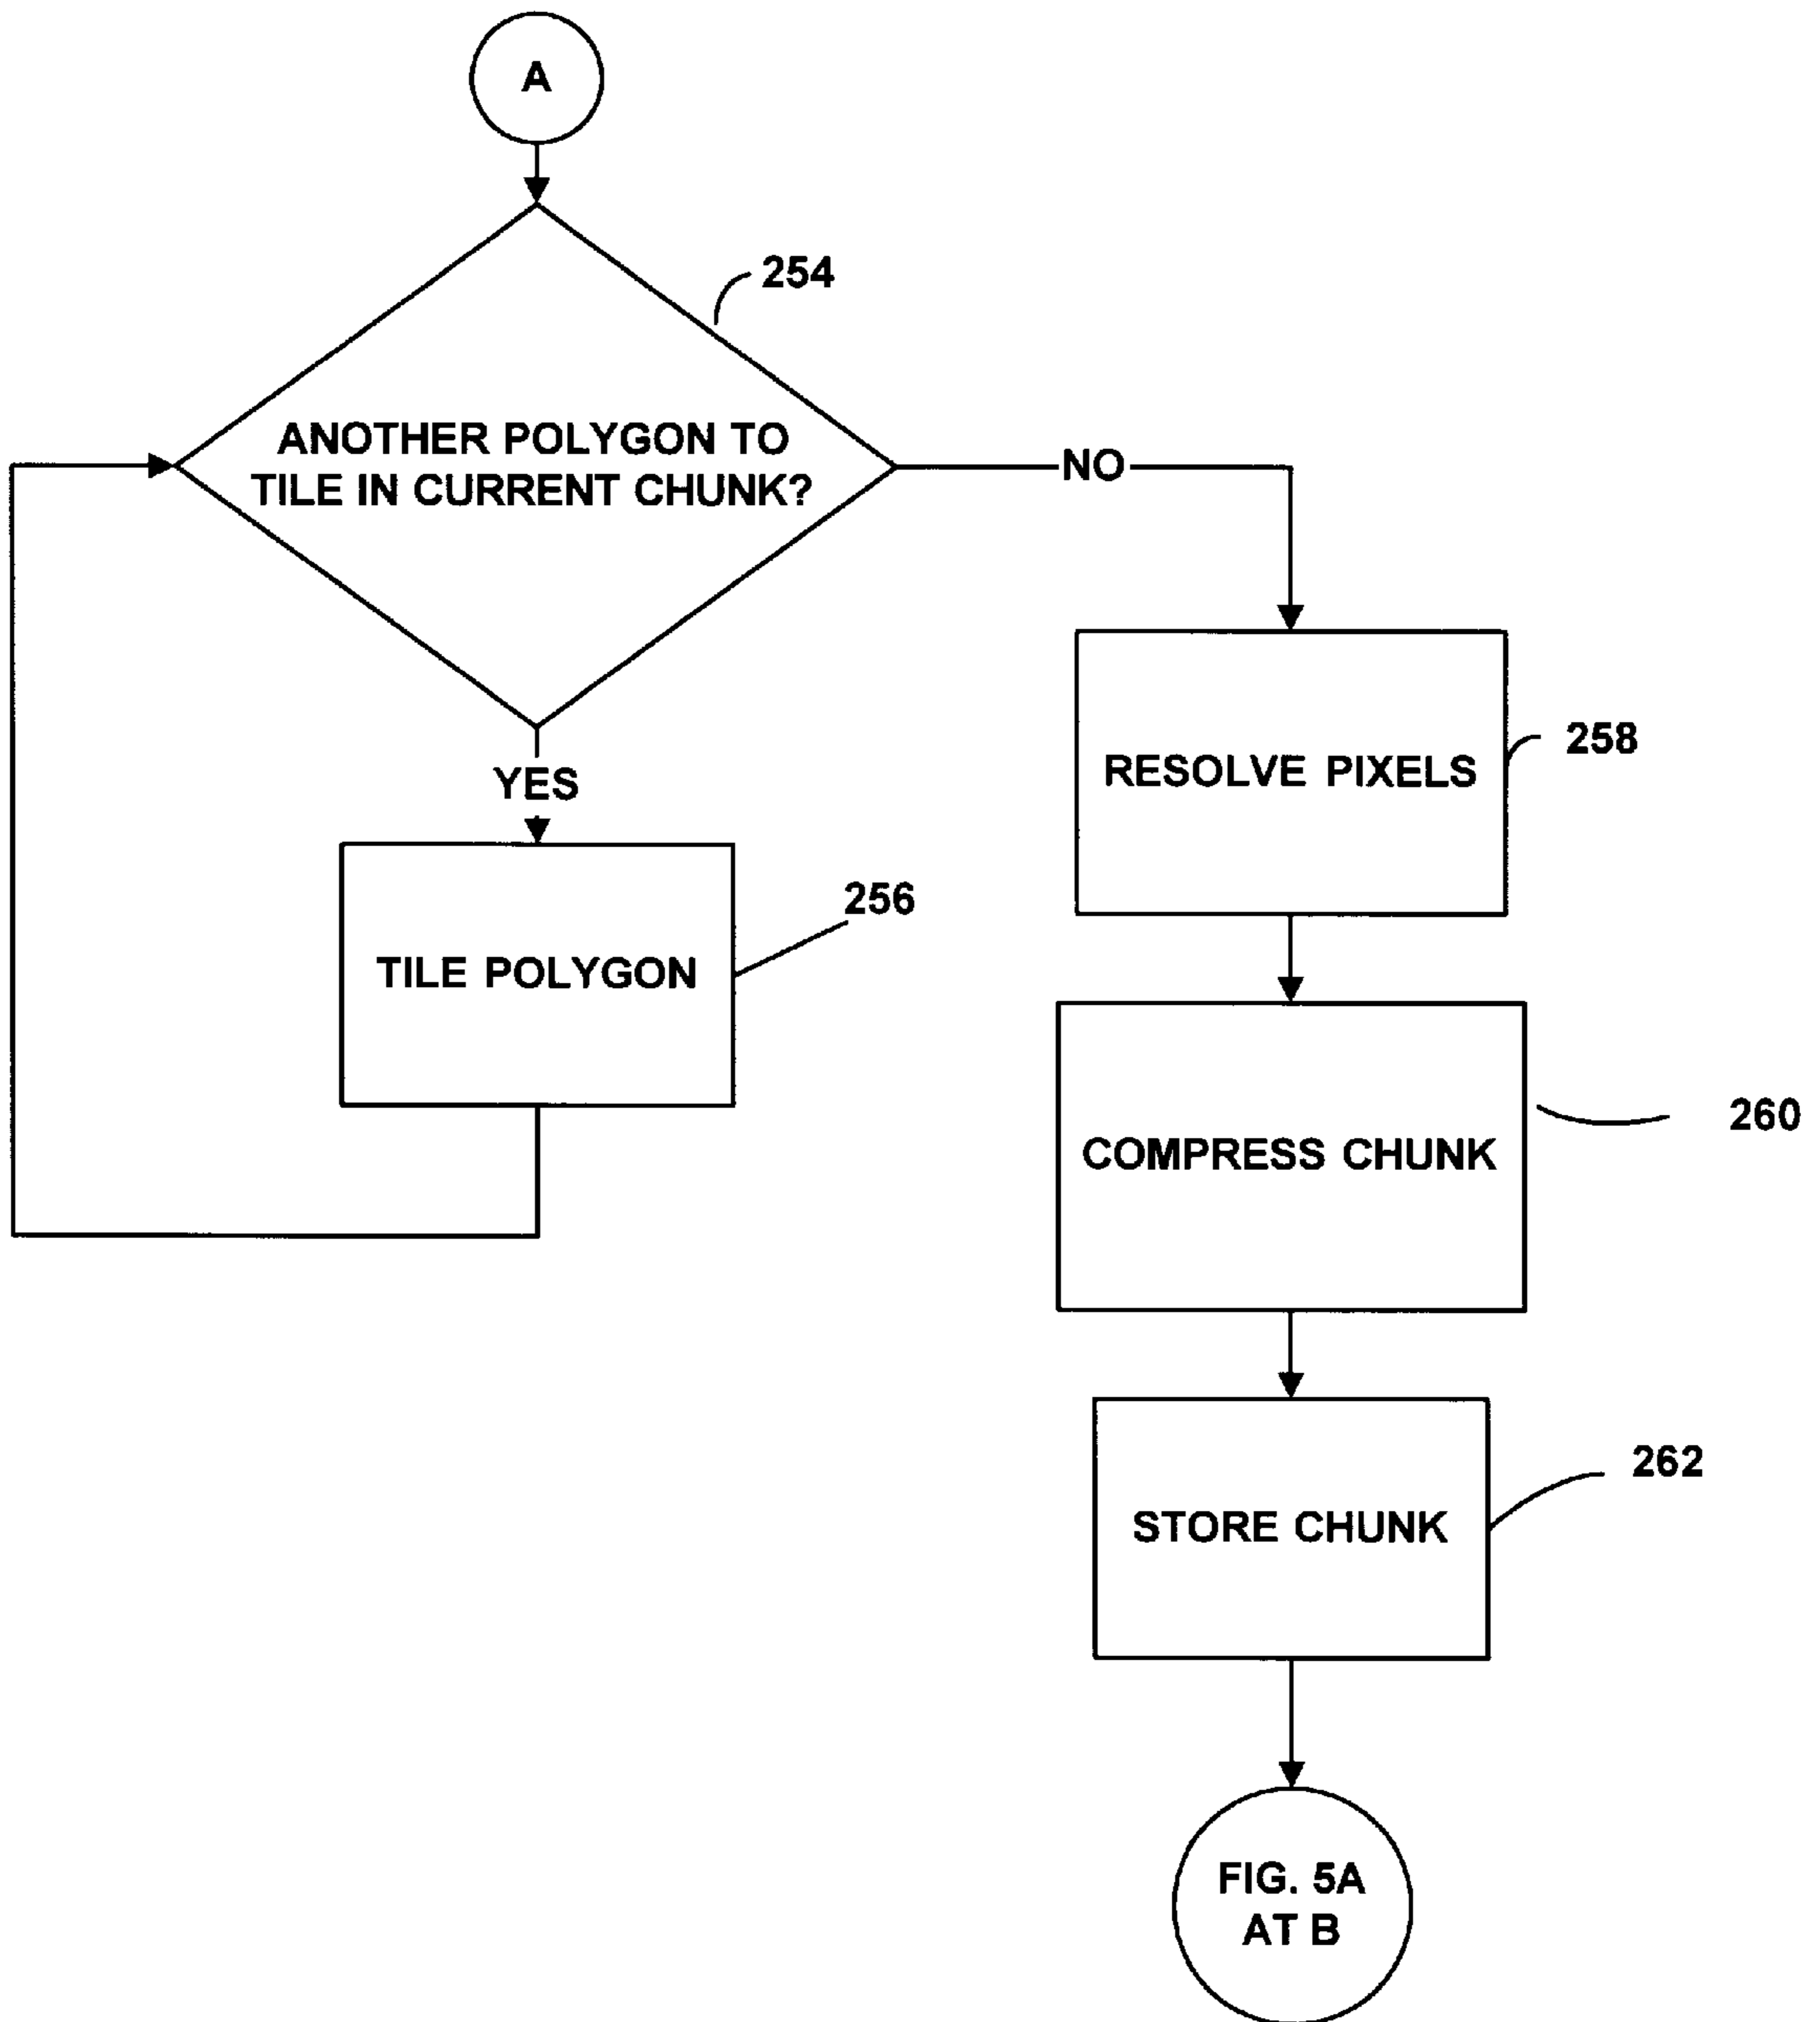 A
254
ANOTHER POLYGON TO
TILE IN CURRENT CHUNK?
NO
YES
258
RESOLVE PIXELS
256
TILE POLYGON
260
COMPRESS CHUNK
262
STORE CHUNK
FIG. 5A
AT B